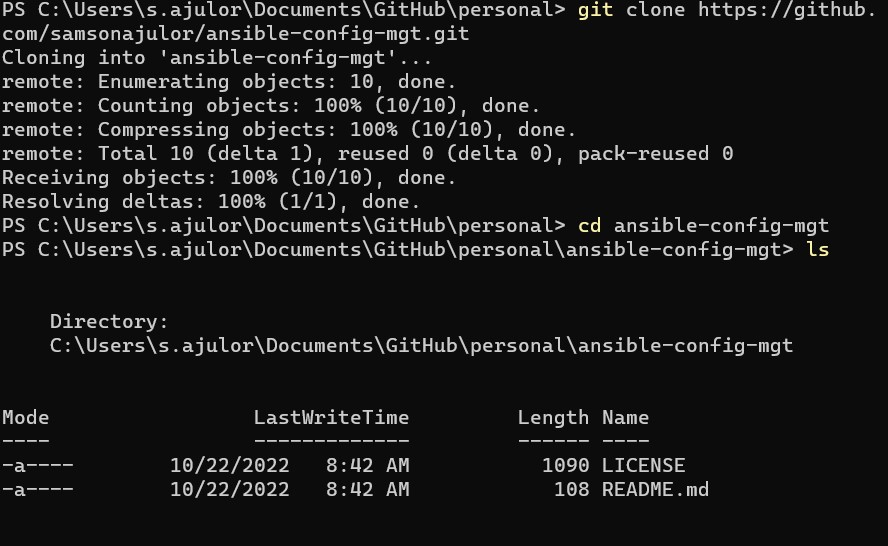 PS C:\Users\s.ajulor\Documents\GitHub\personal> git clone https://github.
com/samsonajulor/ansible-config-mgt.git
Cloning into 'ansible-config-mgt'...
remote: Enumerating objects: 10, done.
remote: Counting objects: 100% (10/10), done.
remote: Compressing objects: 100% (10/10), done.
remote: Total 10 (delta 1), reused 0 (delta 0), pack-reused 0
Receiving objects: 100% (10/10), done.
Resolving deltas: 100% (1/1), done.
PS C:\Users\s.ajulor\Documents\GitHub\personal> cd ansible-config-mgt
PS C:\Users\s.ajulor\Documents\GitHub\personal\ansible-config-mgt> ls
Directory:
C:\Users\s.ajulor\Documents\GitHub\personal\ansible-config-mgt
Mode LastWriteTime Length Name
---- ------------- ------ ----
-a---- 10/22/2022 8:42 AM 1090 LICENSE
-a---- 10/22/2022 8:42 AM 108 README.md